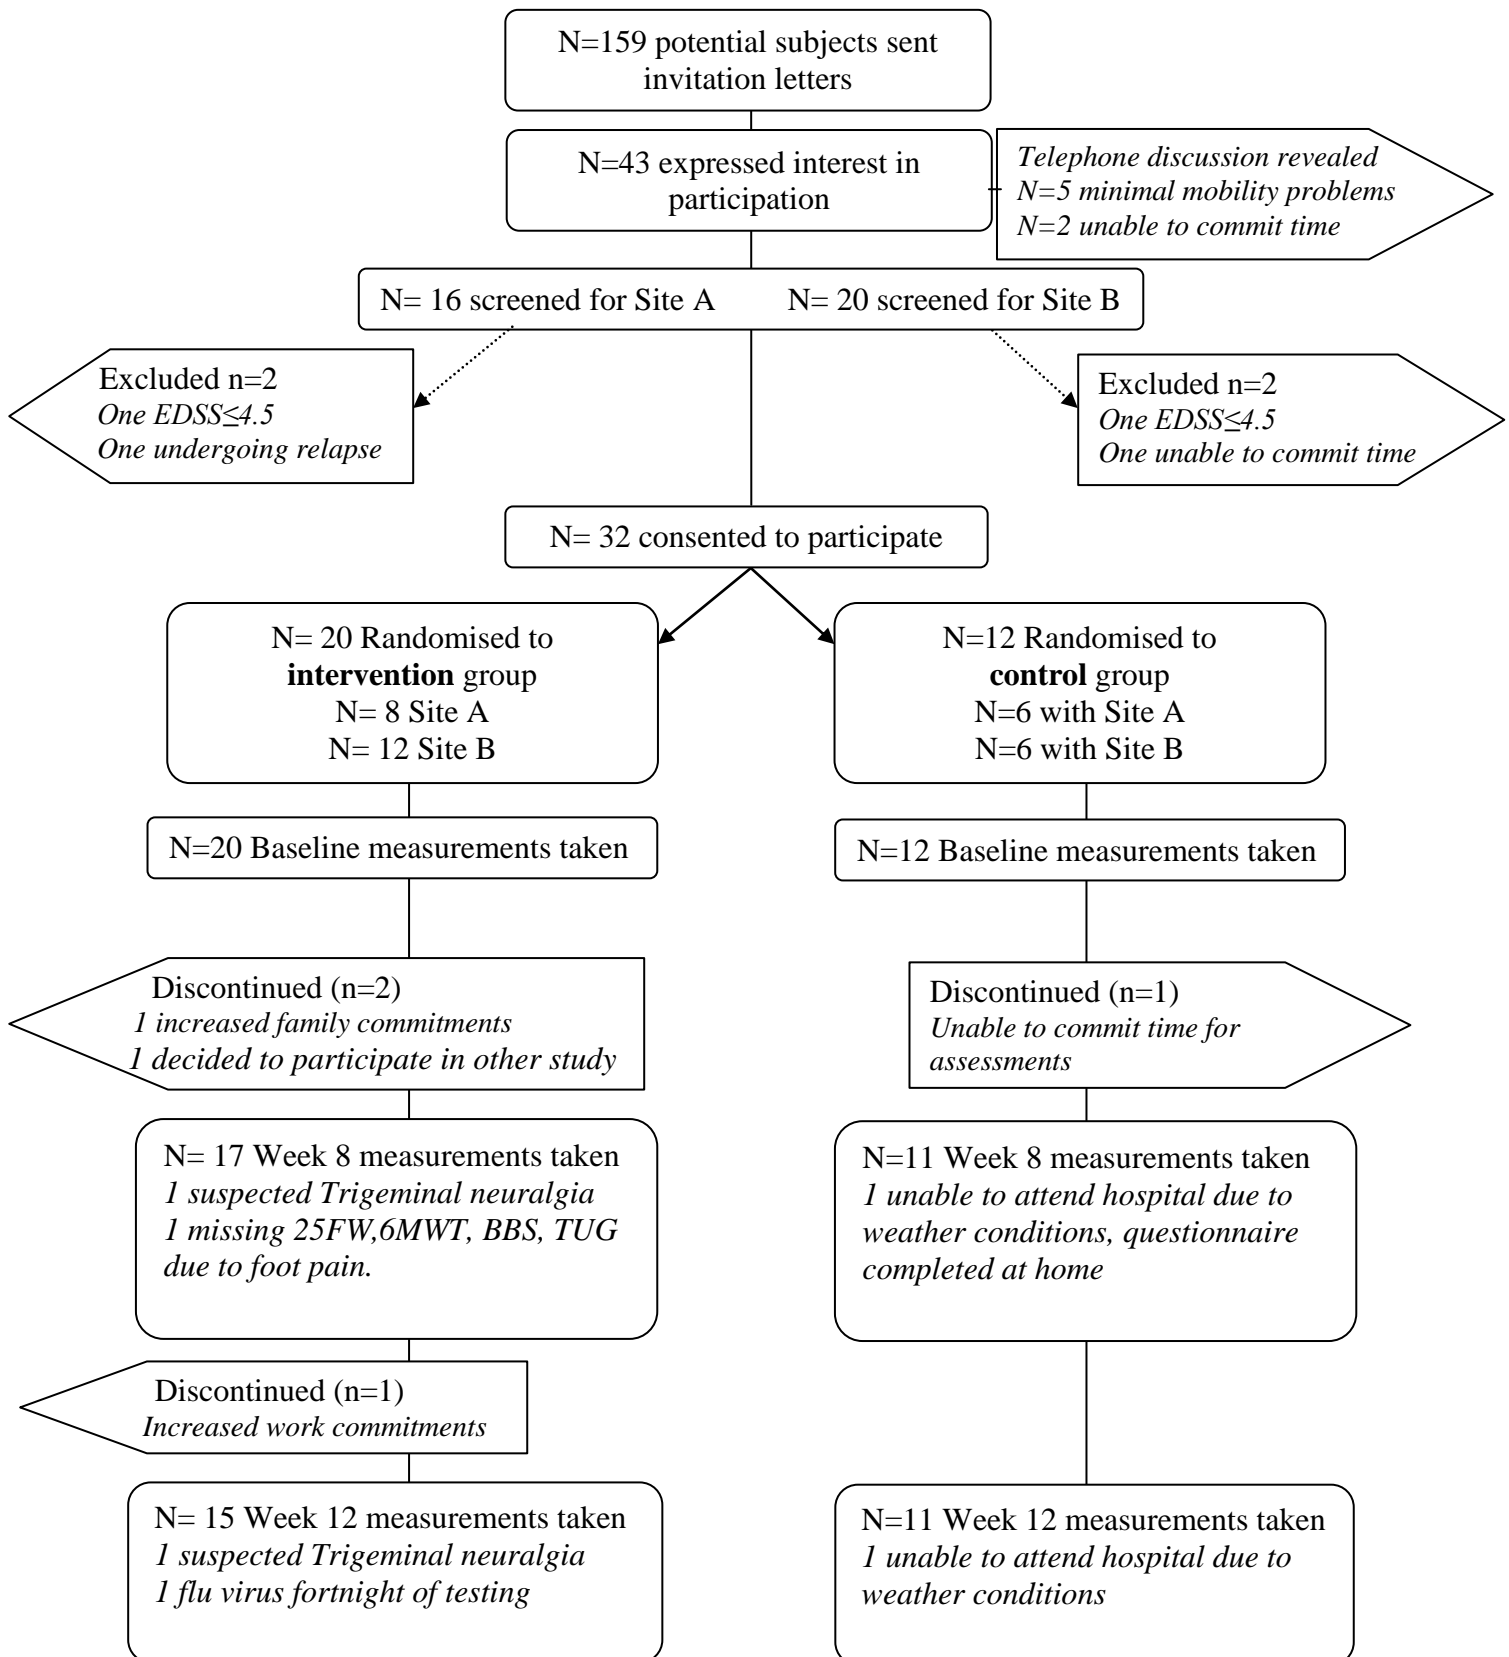 N=159 potential subjects sent
invitation letters
N=43 expressed interest in
participation
Telephone discussion revealed
N=5 minimal mobility problems
N=2 unable to commit time
N= 16 screened for Site A
N= 20 screened for Site B
Excluded n=2
One EDSS≤4.5
One undergoing relapse
Excluded n=2
One EDSS≤4.5
One unable to commit time
N= 32 consented to participate
N= 20 Randomised to
intervention group
N= 8 Site A
N= 12 Site B
N=12 Randomised to
control group
N=6 with Site A
N=6 with Site B
N=20 Baseline measurements taken
N=12 Baseline measurements taken
Discontinued (n=2)
1 increased family commitments
1 decided to participate in other study
Discontinued (n=1)
Unable to commit time for
assessments
N= 17 Week 8 measurements taken
1 suspected Trigeminal neuralgia
1 missing 25FW,6MWT, BBS, TUG
due to foot pain.
N=11 Week 8 measurements taken
1 unable to attend hospital due to
weather conditions, questionnaire
completed at home
Discontinued (n=1)
Increased work commitments
N= 15 Week 12 measurements taken
1 suspected Trigeminal neuralgia
1 flu virus fortnight of testing
N=11 Week 12 measurements taken
1 unable to attend hospital due to
weather conditions